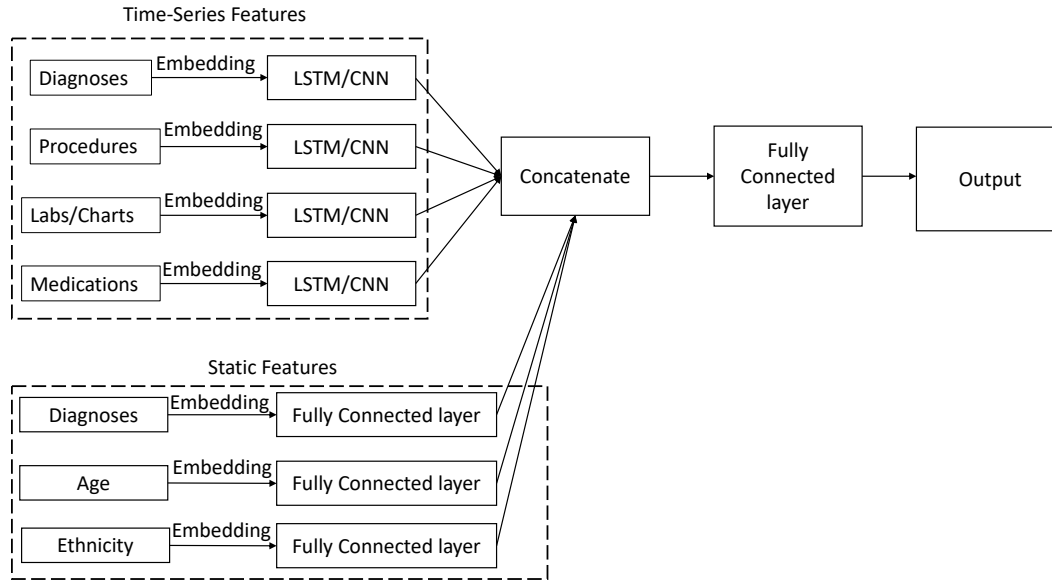 Time-Series Features
Diagnoses
Embedding
LSTM/CNN
Procedures
Embedding
LSTM/CNN
Labs/Charts
Embedding
LSTM/CNN
Medications
Embedding
LSTM/CNN
Concatenate
Fully
Connected
layer
Output
Static Features
Diagnoses
Embedding
Fully Connected layer
Age
Embedding
Fully Connected layer
Ethnicity
Embedding
Fully Connected layer